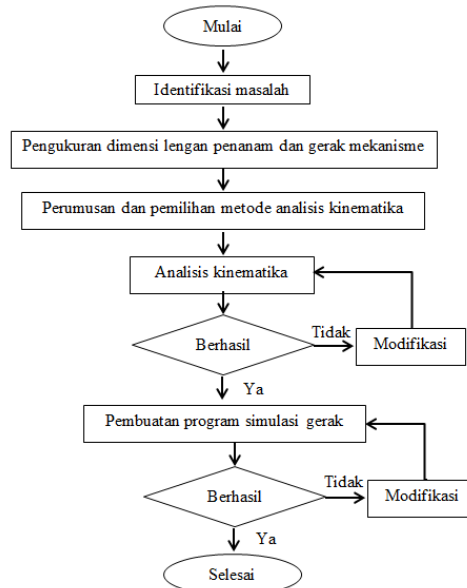 Mulai
Identifikasi masalah
Pengukuran dimensi lengan penanam dan gerak mekanisme
Perumusan dan pemilihan metode analisis kinematika
Analisis kinematika
Berhasil
Tidak
Modifikasi
Ya
Pembuatan program simulasi gerak
Berhasil
Tidak
Modifikasi
Ya
Selesai